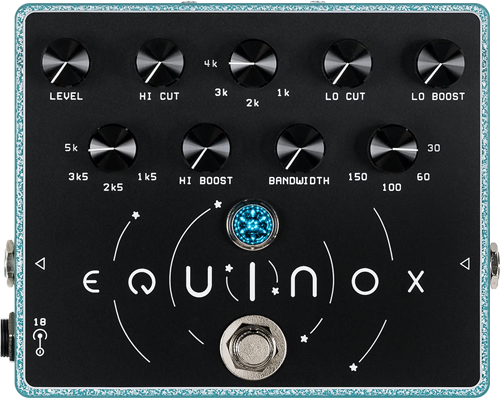 LEVEL
HI CUT
4k
3k
2k
1k
LO CUT
LO BOOST
5k
3k5
2k5
1k5
HI BOOST
BANDWIDTH
150
100
60
30
EQUINOX
18